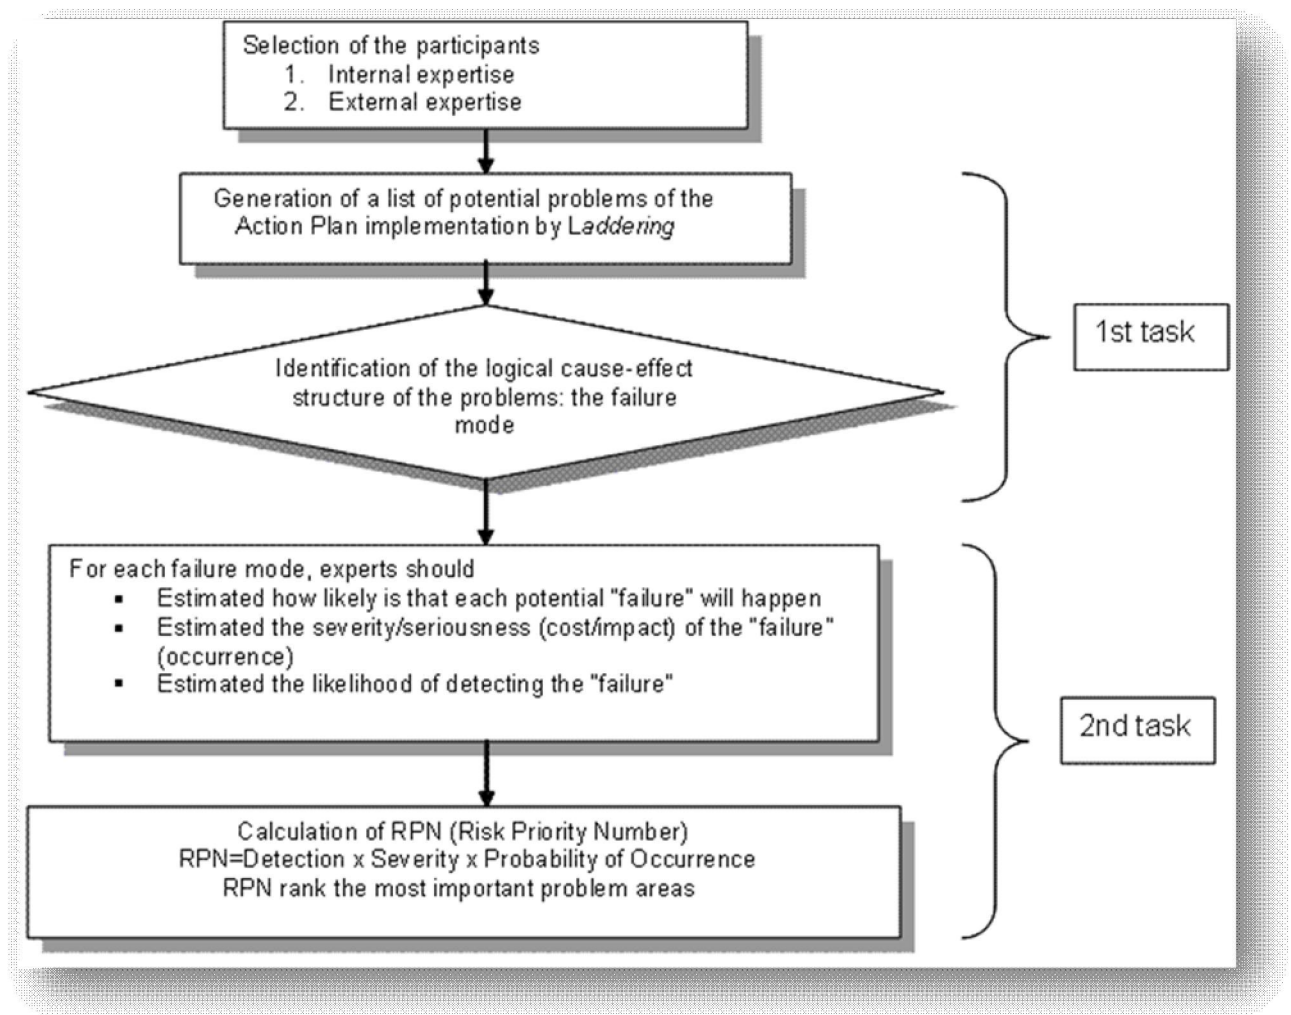 Selection of the participants
1. Internal expertise
2. External expertise
Generation of a list of potential problems of the
Action Plan implementation by Laddering
1st task
Identification of the logical cause-effect
structure of the problems: the failure
mode
For each failure mode, experts should
▪ Estimated how likely is that each potential "failure" will happen
▪ Estimated the severity/seriousness (cost/impact) of the "failure"
(occurrence)
▪ Estimated the likelihood of detecting the "failure"
2nd task
Calculation of RPN (Risk Priority Number)
RPN=Detection x Severity x Probability of Occurrence
RPN rank the most important problem areas